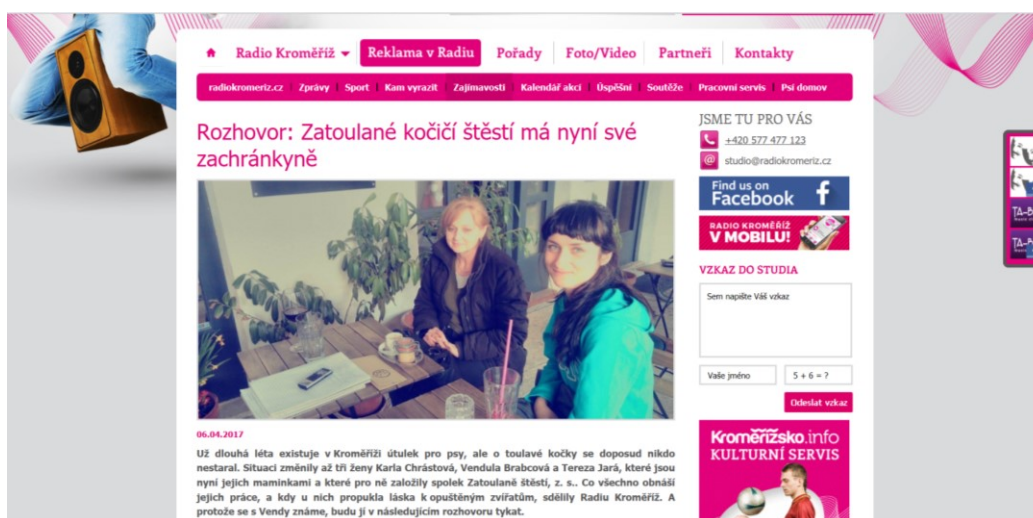 Radio Kroměříž
Reklama v Radiu
Pořady
Foto/Video
Partneři
Kontakty
radiokromeriz.cz
Zprávy
Sport
Kam vyrazit
Zajímavosti
Kalendář akcí
Úspěšní
Soutěže
Pracovní servis
Psí domov
Rozhovor: Zatoulané kočičí štěstí má nyní své
zachránkyně
06.04.2017
Už dlouhá léta existuje v Kroměříži útulek pro psy, ale o toulavé kočky se doposud nikdo
nestaral. Situaci změnily až tři ženy Karla Chrástová, Vendula Brabcová a Tereza Jará, které jsou
nyní jejich maminkami a které pro ně založily spolek Zatoulané štěstí, z. s.. Co všechno obnáší
jejich práce, a kdy u nich propukla láska k opuštěným zvířatům, sdělily Radiu Kroměříž. A
protože se s Vendy známe, budu jí v následujícím rozhovoru tykat.
JSME TU PRO VÁS
+420 577 477 123
@ studio@radiokromeriz.cz
Find us on
Facebook f
RADIO KROMĚŘÍŽ
V MOBILU!
VZKAZ DO STUDIA
Sem napište Váš vzkaz
Vaše jméno
5 + 6 = ?
Odeslat vzkaz
Kroměřížsko.info
KULTURNÍ SERVIS